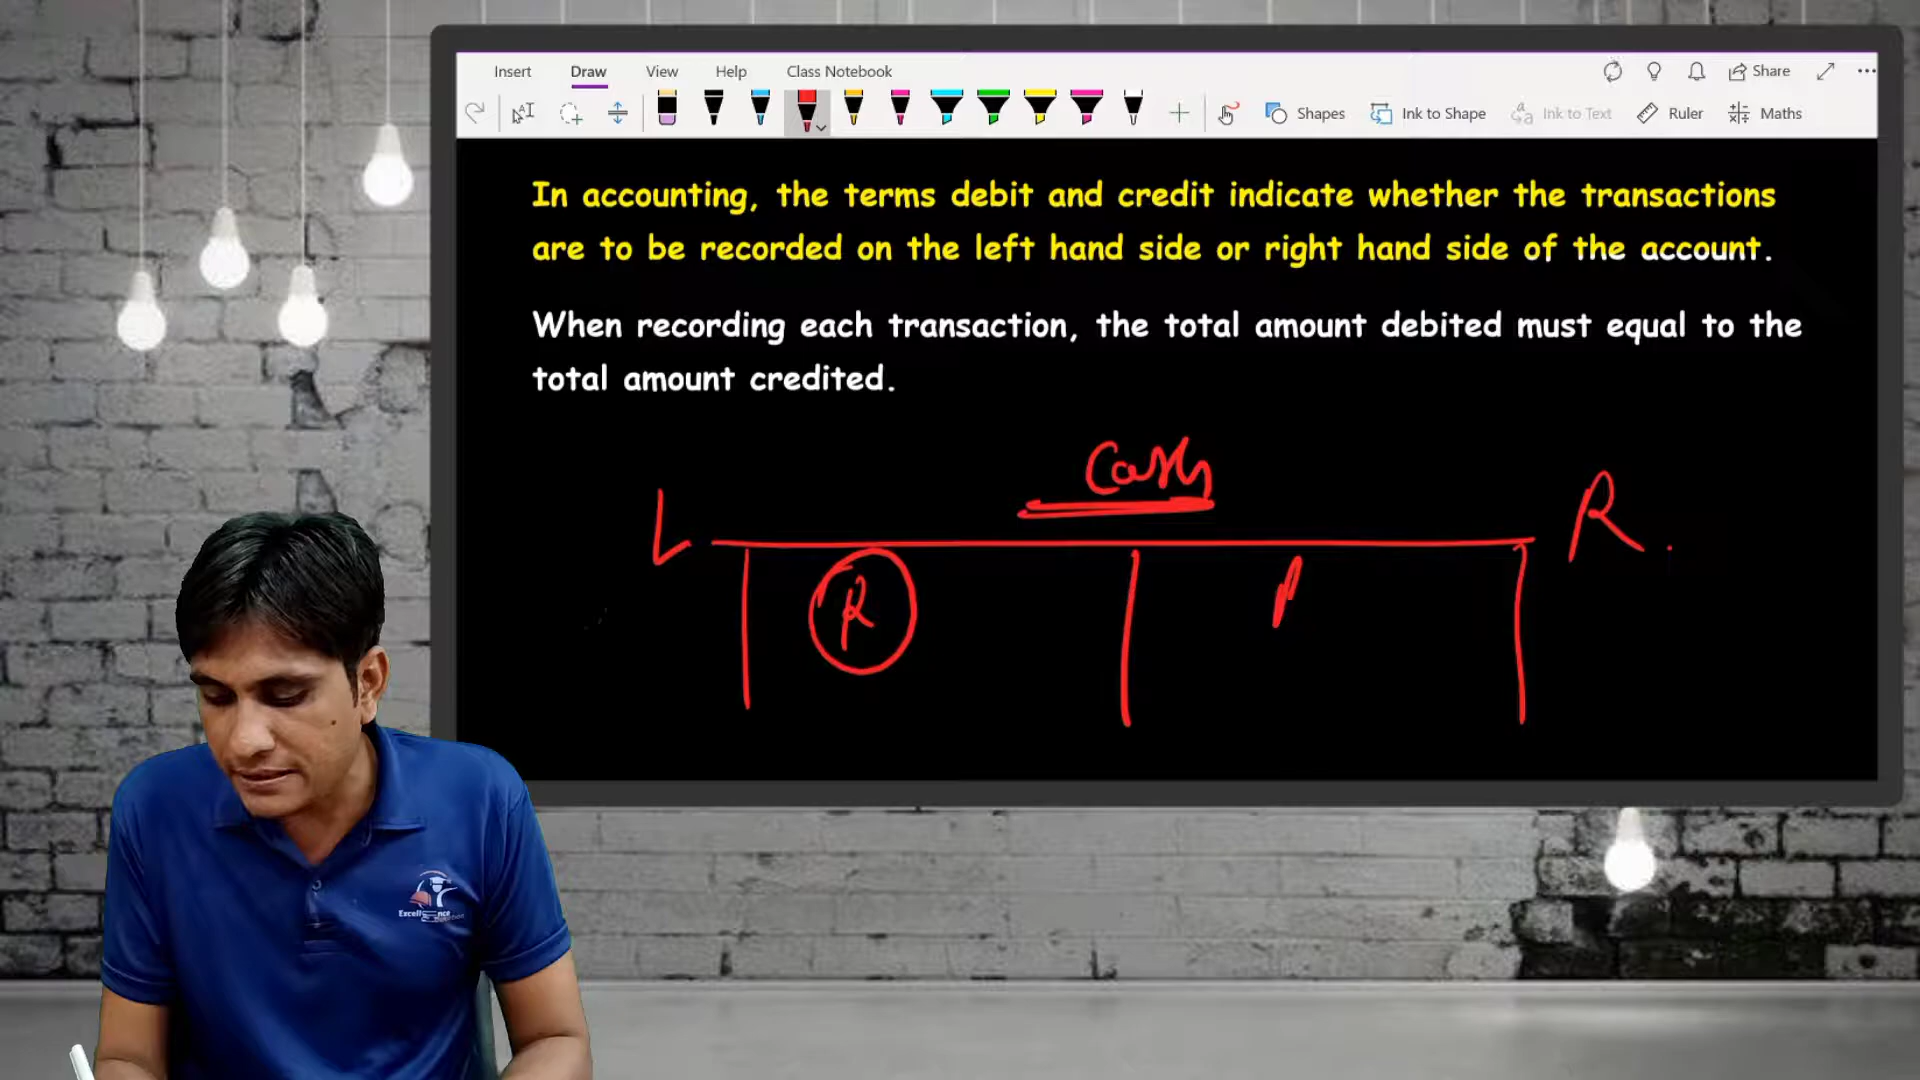 Insert Draw View Help Class Notebook Share
Shapes Ink to Shape Ink to Text Ruler Maths
In accounting, the terms debit and credit indicate whether the transactions
are to be recorded on the left hand side or right hand side of the account.
When recording each transaction, the total amount debited must equal to the
total amount credited.
Cash
L R
R